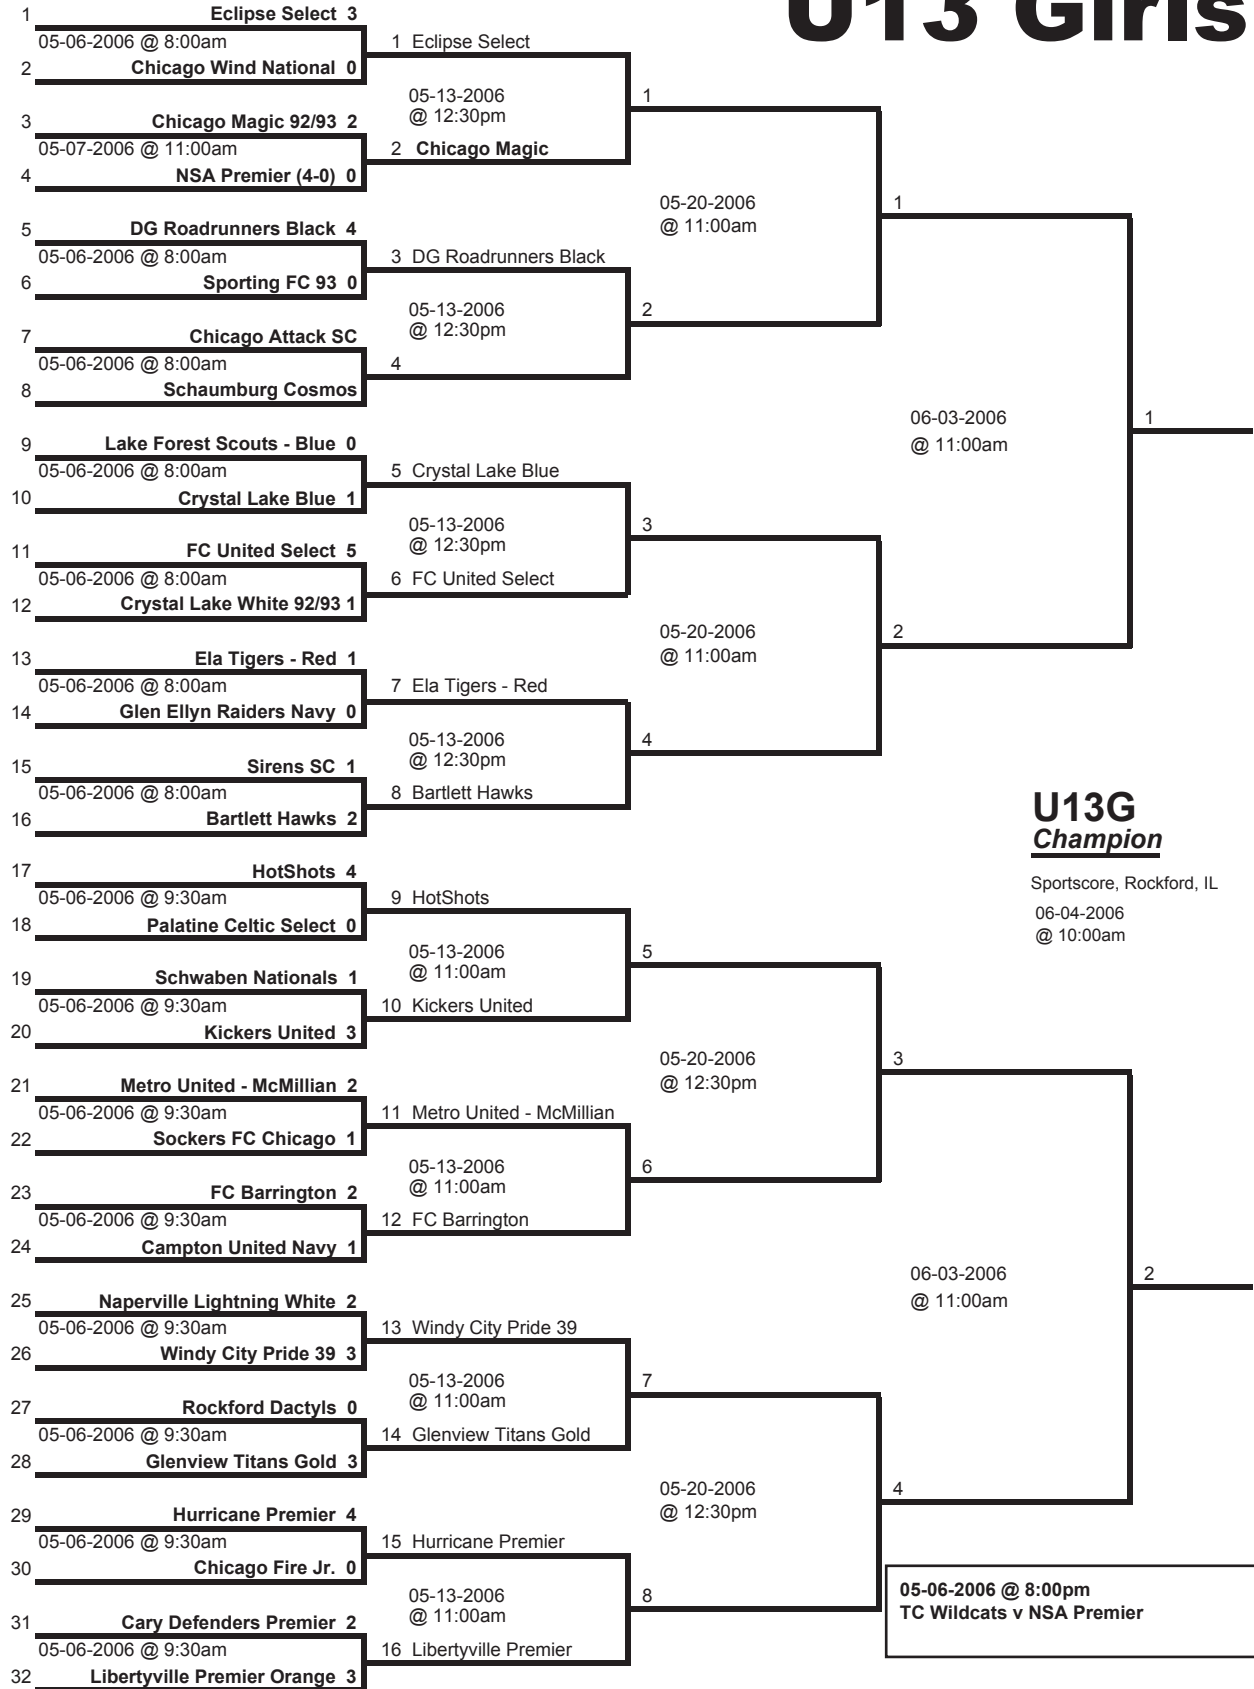 U13 Girls
1 Eclipse Select 3
05-06-2006 @ 8:00am
2 Chicago Wind National 0
3 Chicago Magic 92/93 2
05-07-2006 @ 11:00am
4 NSA Premier (4-0) 0
5 DG Roadrunners Black 4
05-06-2006 @ 8:00am
6 Sporting FC 93 0
7 Chicago Attack SC
05-06-2006 @ 8:00am
8 Schaumburg Cosmos
9 Lake Forest Scouts - Blue 0
05-06-2006 @ 8:00am
10 Crystal Lake Blue 1
11 FC United Select 5
05-06-2006 @ 8:00am
12 Crystal Lake White 92/93 1
13 Ela Tigers - Red 1
05-06-2006 @ 8:00am
14 Glen Ellyn Raiders Navy 0
15 Sirens SC 1
05-06-2006 @ 8:00am
16 Bartlett Hawks 2
17 HotShots 4
05-06-2006 @ 9:30am
18 Palatine Celtic Select 0
19 Schwaben Nationals 1
05-06-2006 @ 9:30am
20 Kickers United 3
21 Metro United - McMillian 2
05-06-2006 @ 9:30am
22 Sockers FC Chicago 1
23 FC Barrington 2
05-06-2006 @ 9:30am
24 Campton United Navy 1
25 Naperville Lightning White 2
05-06-2006 @ 9:30am
26 Windy City Pride 39 3
27 Rockford Dactyls 0
05-06-2006 @ 9:30am
28 Glenview Titans Gold 3
29 Hurricane Premier 4
05-06-2006 @ 9:30am
30 Chicago Fire Jr. 0
31 Cary Defenders Premier 2
05-06-2006 @ 9:30am
32 Libertyville Premier Orange 3
1 Eclipse Select
05-13-2006
@ 12:30pm
2 Chicago Magic
3 DG Roadrunners Black
05-13-2006
@ 12:30pm
4
5 Crystal Lake Blue
05-13-2006
@ 12:30pm
6 FC United Select
7 Ela Tigers - Red
05-13-2006
@ 12:30pm
8 Bartlett Hawks
9 HotShots
05-13-2006
@ 11:00am
10 Kickers United
11 Metro United - McMillian
05-13-2006
@ 11:00am
12 FC Barrington
13 Windy City Pride 39
05-13-2006
@ 11:00am
14 Glenview Titans Gold
15 Hurricane Premier
05-13-2006
@ 11:00am
16 Libertyville Premier
1
05-20-2006
@ 11:00am
2
3
05-20-2006
@ 11:00am
4
5
05-20-2006
@ 12:30pm
6
7
05-20-2006
@ 12:30pm
8
1
06-03-2006
@ 11:00am
2
3
06-03-2006
@ 11:00am
4
1
U13G
Champion
Sportscore, Rockford, IL
06-04-2006
@ 10:00am
2
05-06-2006 @ 8:00pm
TC Wildcats v NSA Premier